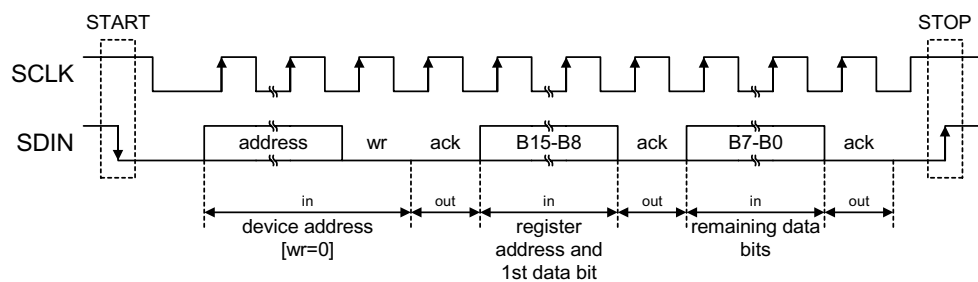 START
STOP
SCLK
SDIN
address
wr
ack
B15-B8
ack
B7-B0
ack
in
out
in
out
in
out
device address
[wr=0]
register
address and
1st data bit
remaining data
bits